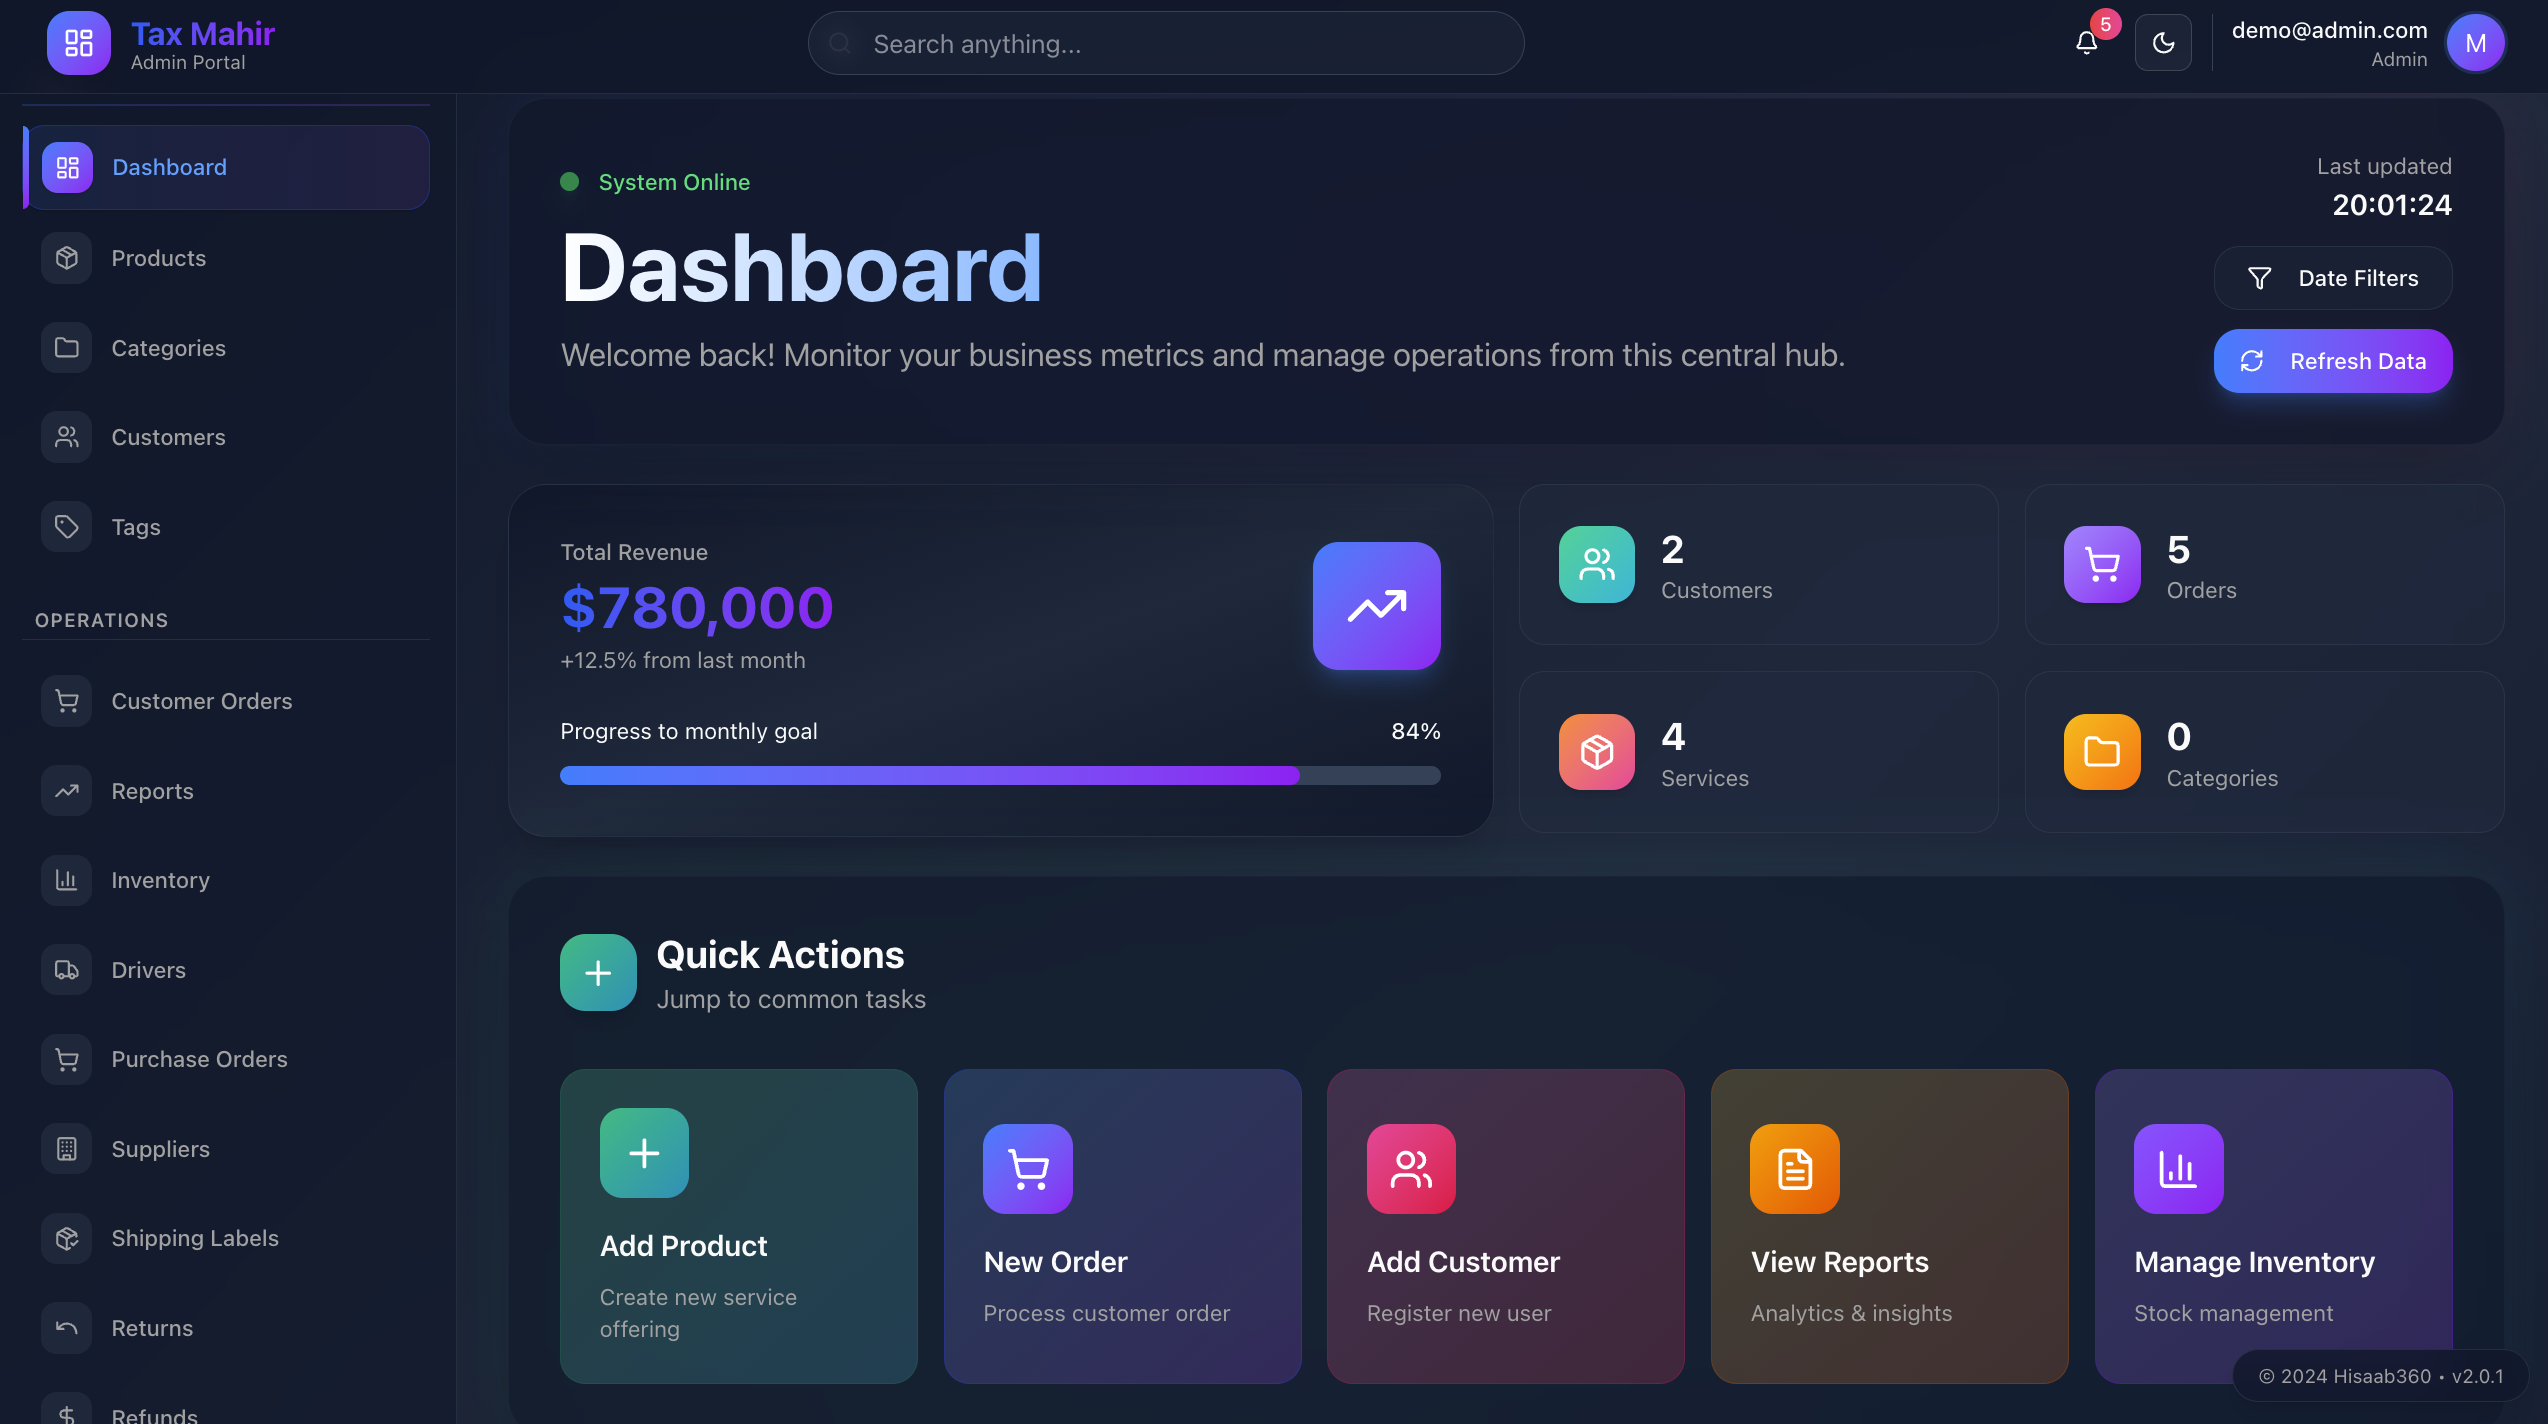 Tax Mahir
Admin Portal
Search anything...
5
demo@admin.com
Admin
M
Dashboard
Products
Categories
Customers
Tags
OPERATIONS
Customer Orders
Reports
Inventory
Drivers
Purchase Orders
Suppliers
Shipping Labels
Returns
Refunds
System Online
Dashboard
Welcome back! Monitor your business metrics and manage operations from this central hub.
Last updated
20:01:24
Date Filters
Refresh Data
Total Revenue
$780,000
+12.5% from last month
Progress to monthly goal
84%
2
Customers
5
Orders
4
Services
0
Categories
Quick Actions
Jump to common tasks
Add Product
Create new service
offering
New Order
Process customer order
Add Customer
Register new user
View Reports
Analytics & insights
Manage Inventory
Stock management
© 2024 Hisaab360 • v2.0.1